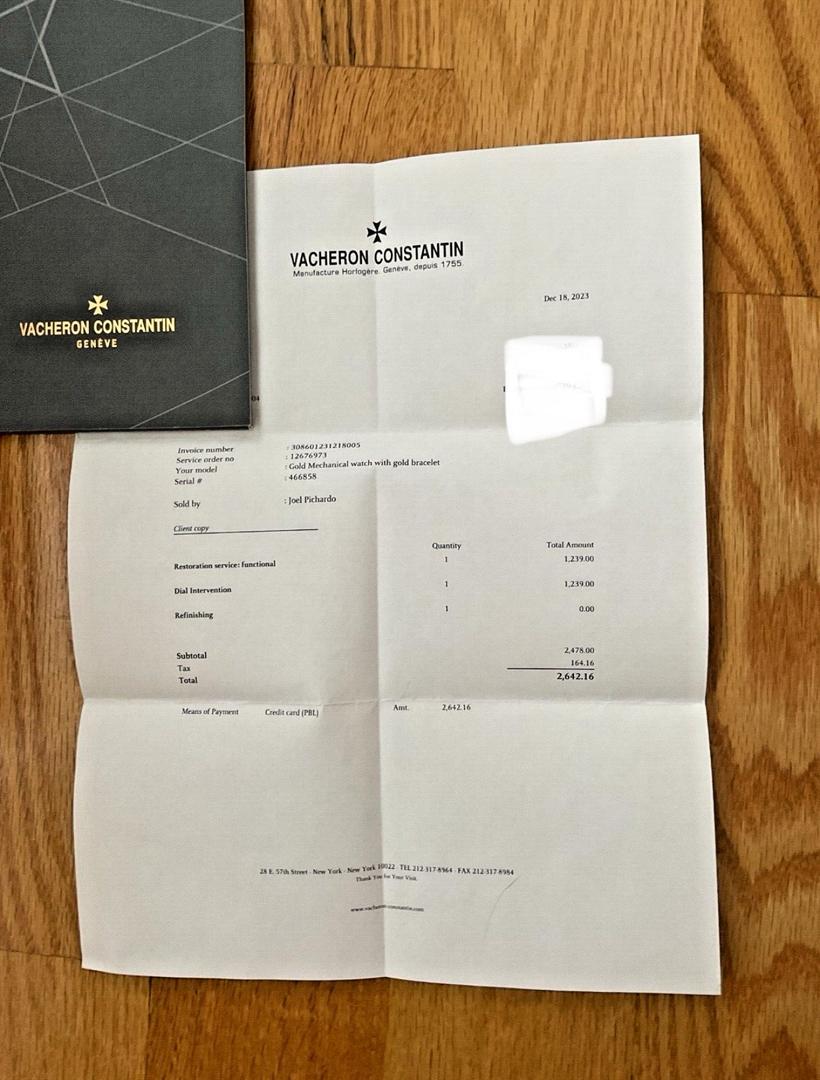 VACHERON CONSTANTIN
GENÈVE
VACHERON CONSTANTIN
Manufacture Horlogère. Genève, depuis 1755.
Dec 18, 2023
04
Invoice number : 308601231218005
Service order no : 12676973
Your model : Gold Mechanical watch with gold bracelet
Serial # : 466858
Sold by : Joel Pichardo
Client copy
Quantity Total Amount
Restoration service: functional 1 1,239.00
Dial Intervention 1 1,239.00
Refinishing 1 0.00
Subtotal 2,478.00
Tax 164.16
Total 2,642.16
Means of Payment Credit card (PBL) Amt. 2,642.16
28 E. 57th Street - New York - New York 10022 - TEL 212-317-8964 - FAX 212-317-8984
Thank You for Your Visit.
www.vacheron-constantin.com